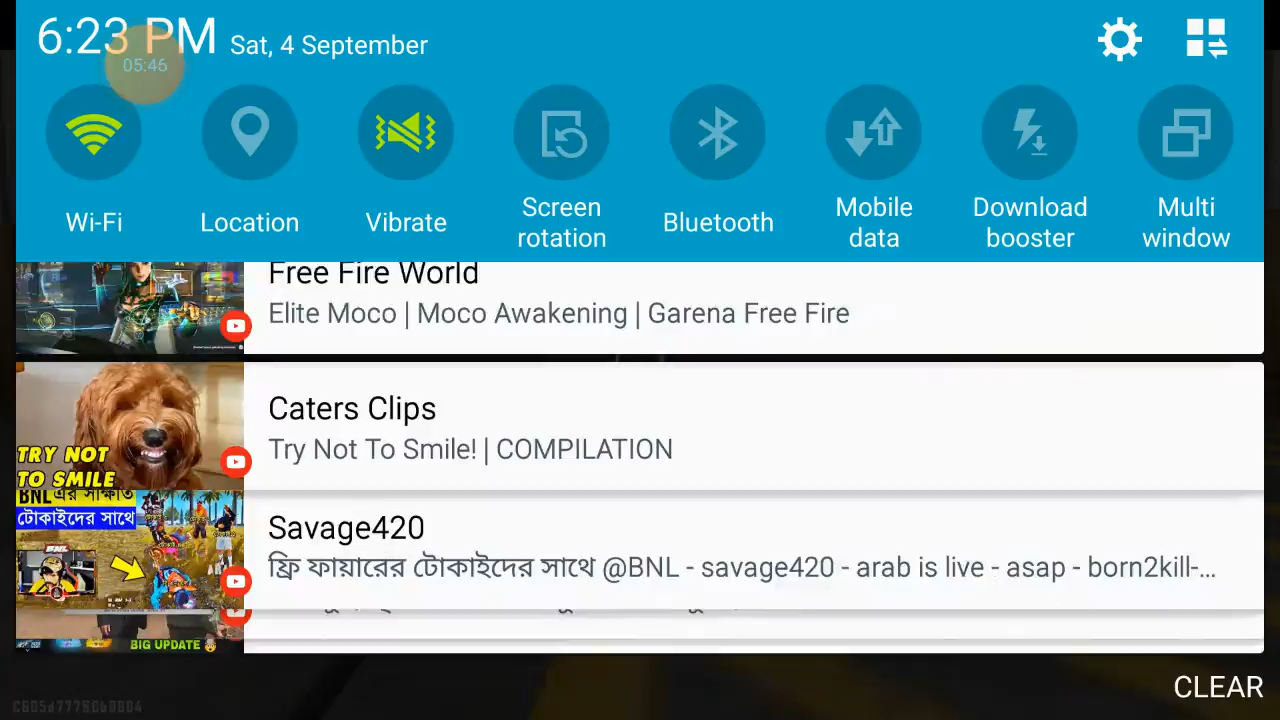 6:23 PM Sat, 4 September
05:46
Wi-Fi
Location
Vibrate
Screen
rotation
Bluetooth
Mobile
data
Download
booster
Multi
window
Free Fire World
Elite Moco | Moco Awakening | Garena Free Fire
TRY NOT
TO SMILE
Caters Clips
Try Not To Smile! | COMPILATION
BNL এর সাক্ষাত
টোকাইদের সাথে
BNL
Savage420
ফ্রি ফায়ারের টোকাইদের সাথে @BNL - savage420 - arab is live - asap - born2kill-...
BIG UPDATE
CLEAR